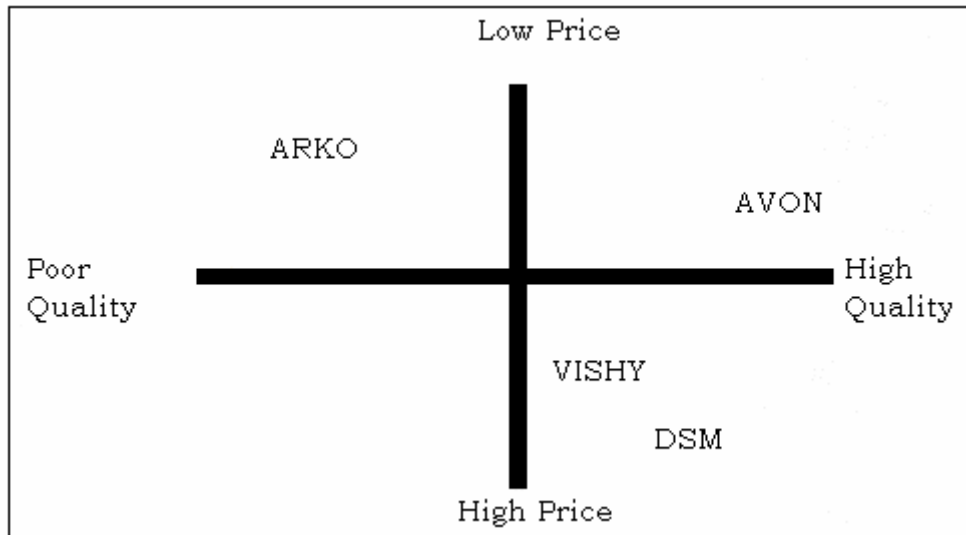 Low Price
ARKO
AVON
Poor
Quality
High
Quality
VISHY
DSM
High Price